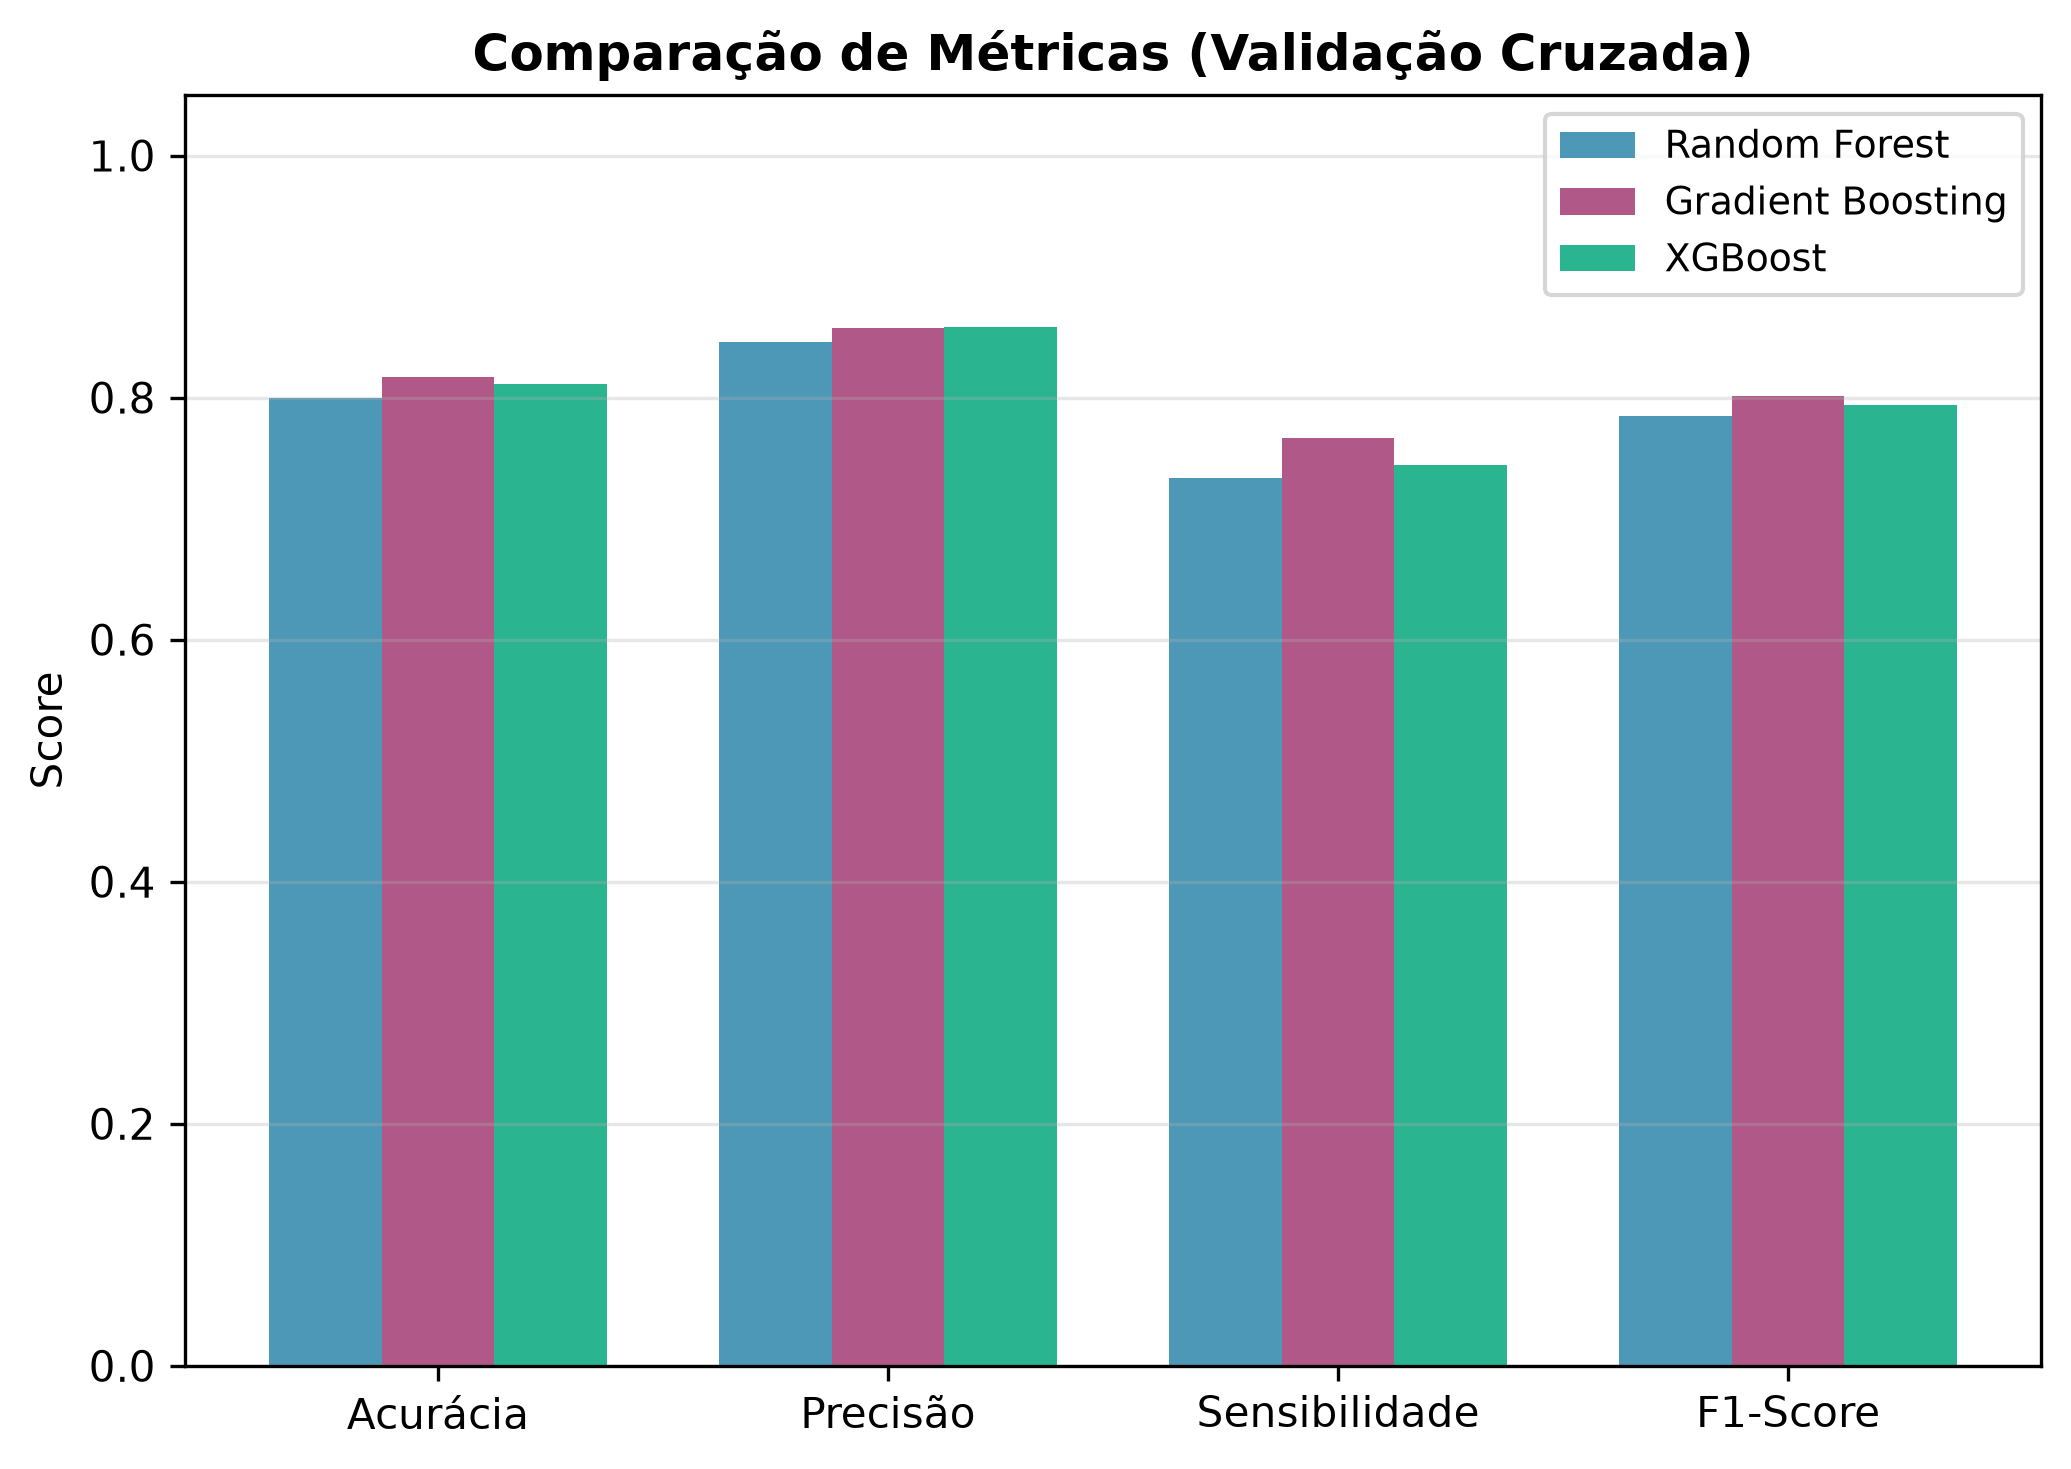 Comparação de Métricas (Validação Cruzada)
Random Forest
Gradient Boosting
XGBoost
Score
1.0
0.8
0.6
0.4
0.2
0.0
Acurácia
Precisão
Sensibilidade
F1-Score